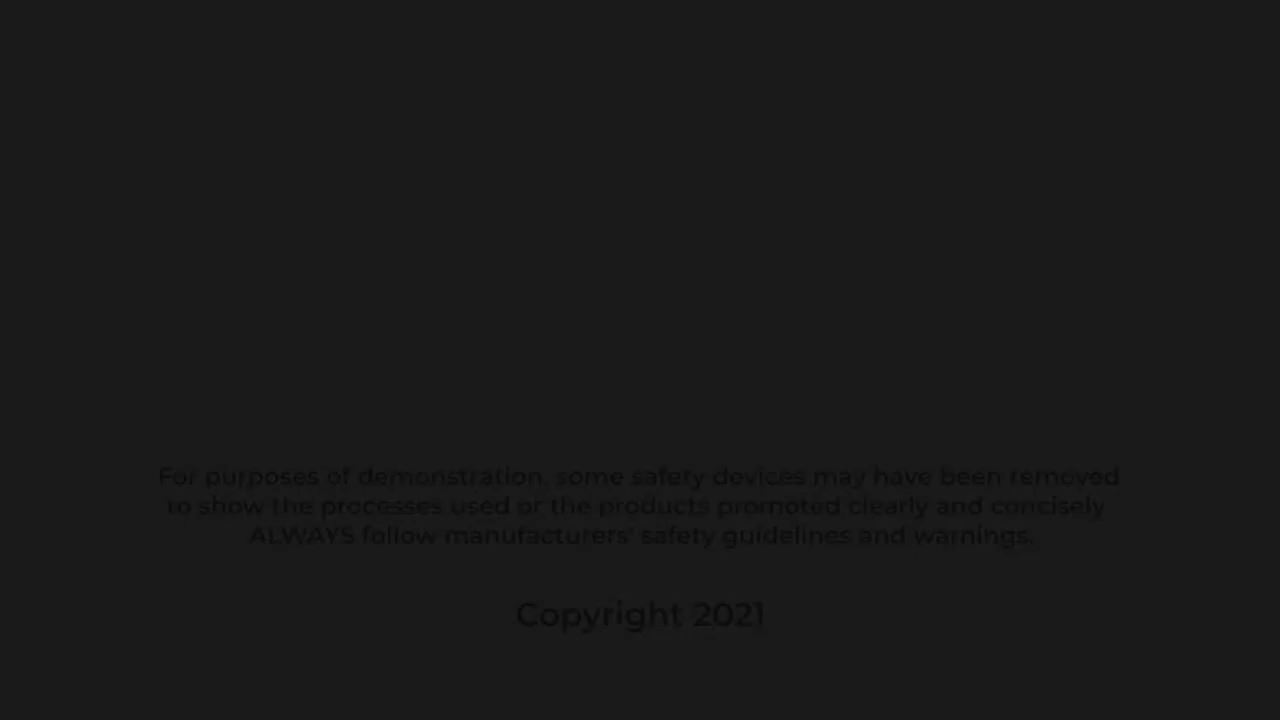 For purposes of demonstration, some safety devices may have been removed
to show the processes used or the products promoted clearly and concisely
ALWAYS follow manufacturers' safety guidelines and warnings.
Copyright 2021